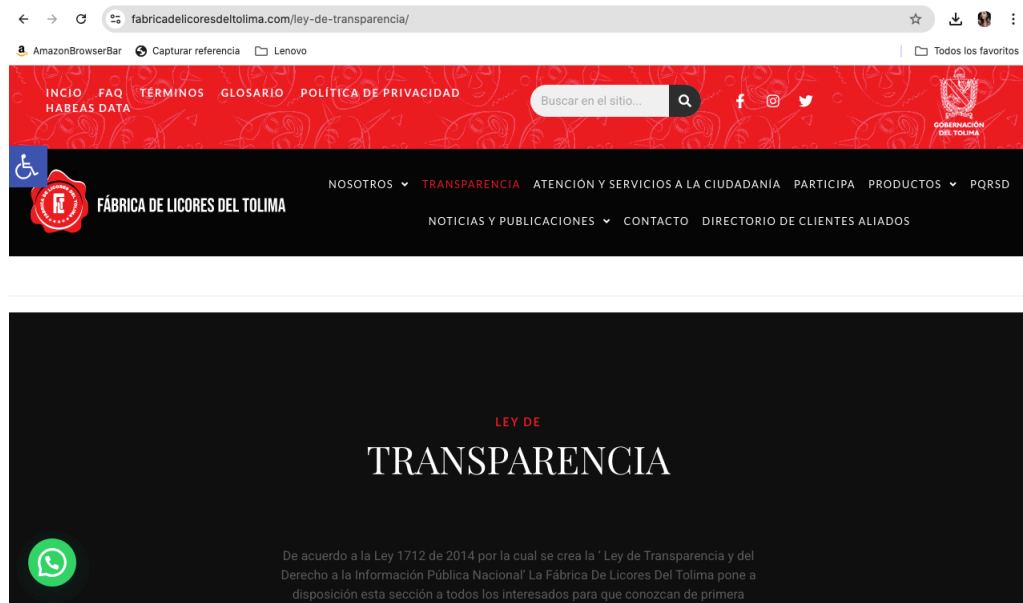 fabricadelicoresdeltolima.com/ley-de-transparencia/
AmazonBrowserBar Capturar referencia Lenovo Todos los favoritos
INCIO FAQ TÉRMINOS GLOSARIO POLÍTICA DE PRIVACIDAD
HABEAS DATA
Buscar en el sitio...
GOBERNACIÓN
DEL TOLIMA
FÁBRICA DE LICORES DEL TOLIMA
NOSOTROS TRANSPARENCIA ATENCIÓN Y SERVICIOS A LA CIUDADANÍA PARTICIPA PRODUCTOS PQRSD
NOTICIAS Y PUBLICACIONES CONTACTO DIRECTORIO DE CLIENTES ALIADOS
LEY DE
TRANSPARENCIA
De acuerdo a la Ley 1712 de 2014 por la cual se crea la ‘ Ley de Transparencia y del
Derecho a la Información Pública Nacional’ La Fábrica De Licores Del Tolima pone a
disposición esta sección a todos los interesados para que conozcan de primera